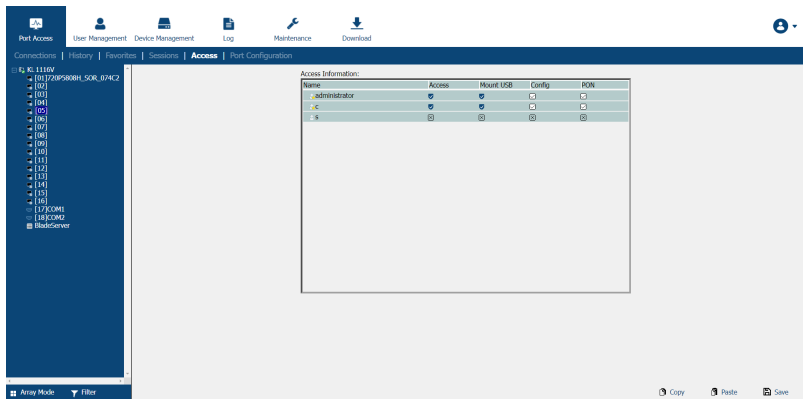 Port Access User Management Device Management Log Maintenance Download
Connections | History | Favorites | Sessions | Access | Port Configuration
KL 1116V
[01]720P5808H_SOR_074C2
[02]
[03]
[04]
[05]
[06]
[07]
[08]
[09]
[10]
[11]
[12]
[13]
[14]
[15]
[16]
[17]COM1
[18]COM2
BladeServer
Access Information:
Name Access Mount USB Config PON
administrator
c
s
Array Mode Filter
Copy Paste Save